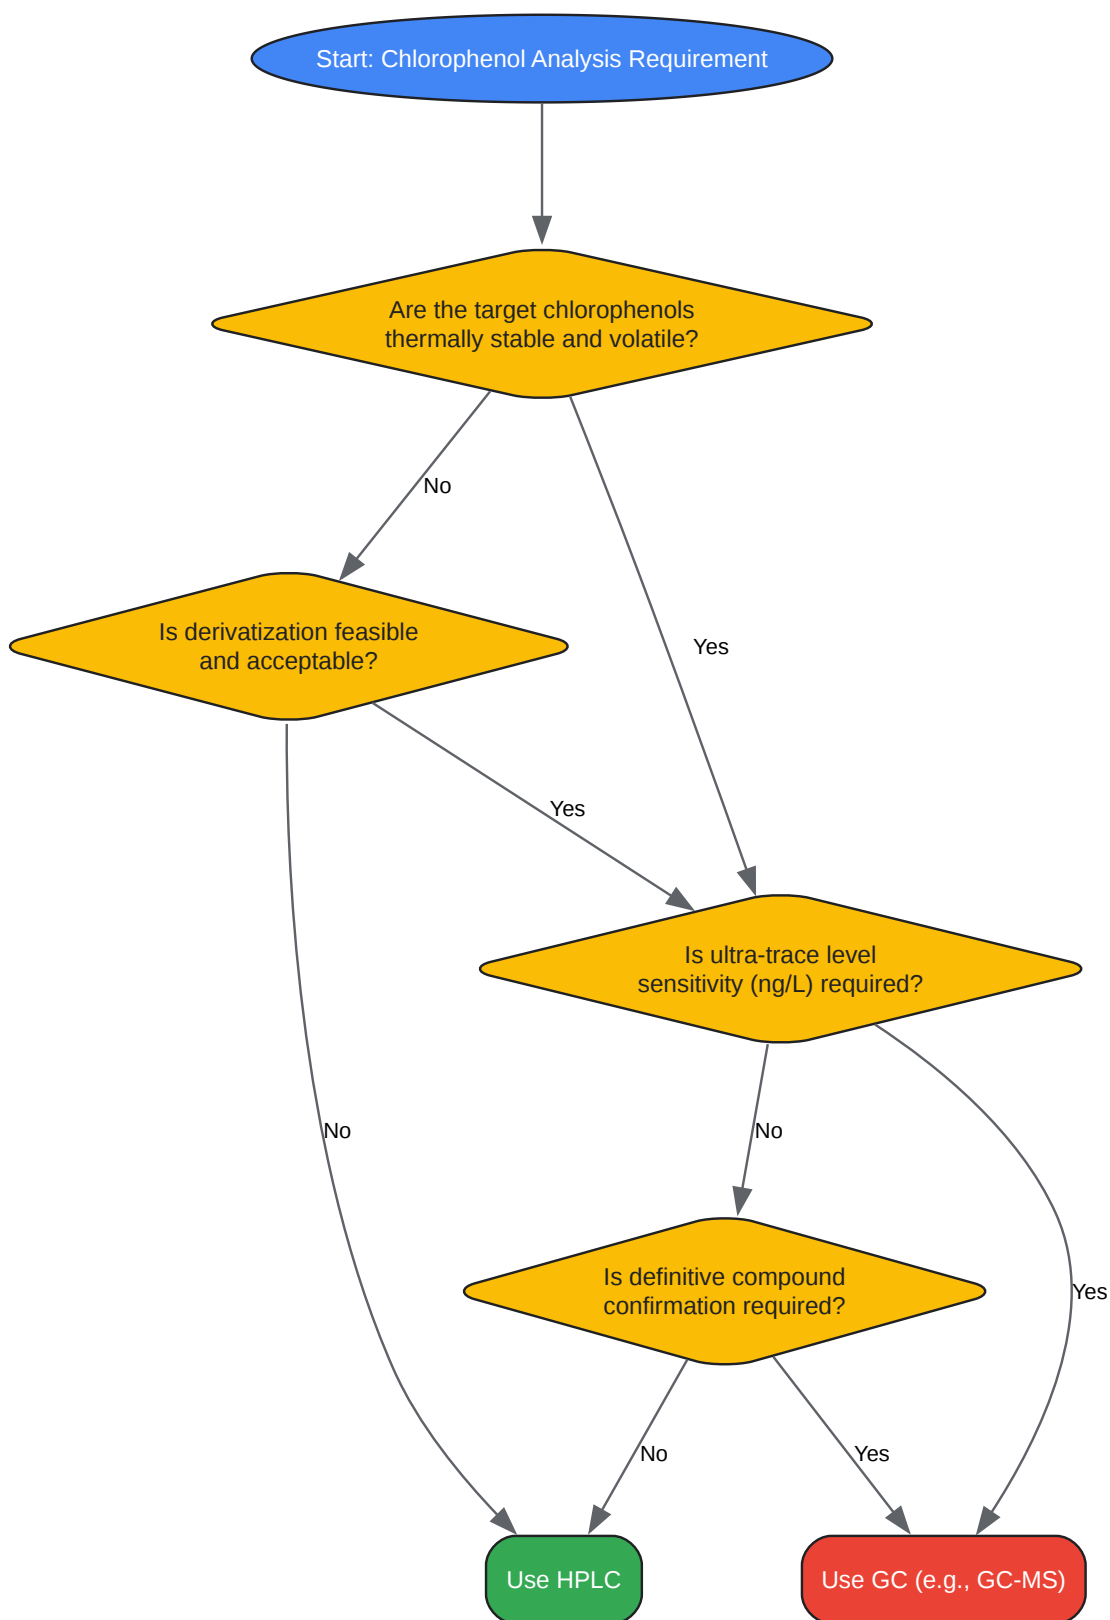 Start: Chlorophenol Analysis Requirement
Are the target chlorophenols
thermally stable and volatile?
No
Is derivatization feasible
and acceptable?
Yes
Yes
Is ultra-trace level
sensitivity (ng/L) required?
No
No
Is definitive compound
confirmation required?
Yes
No
Yes
Use HPLC
Use GC (e.g., GC-MS)